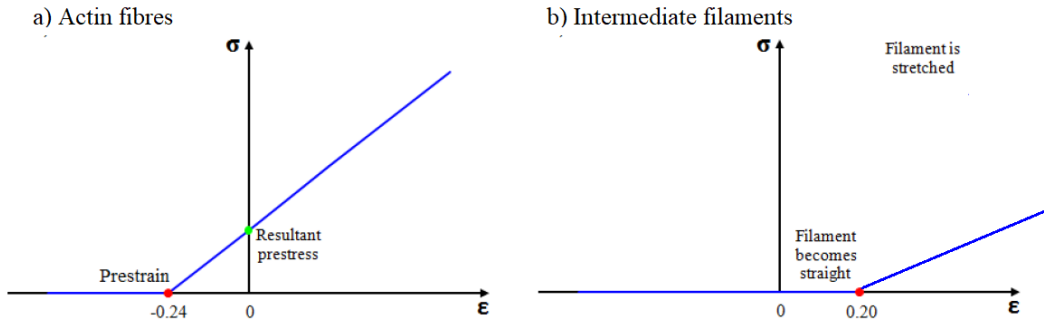 a) Actin fibres
σ
Resultant
prestress
Prestrain
-0.24
0
ε
b) Intermediate filaments
σ
Filament is
stretched
Filament
becomes
straight
0
0.20
ε